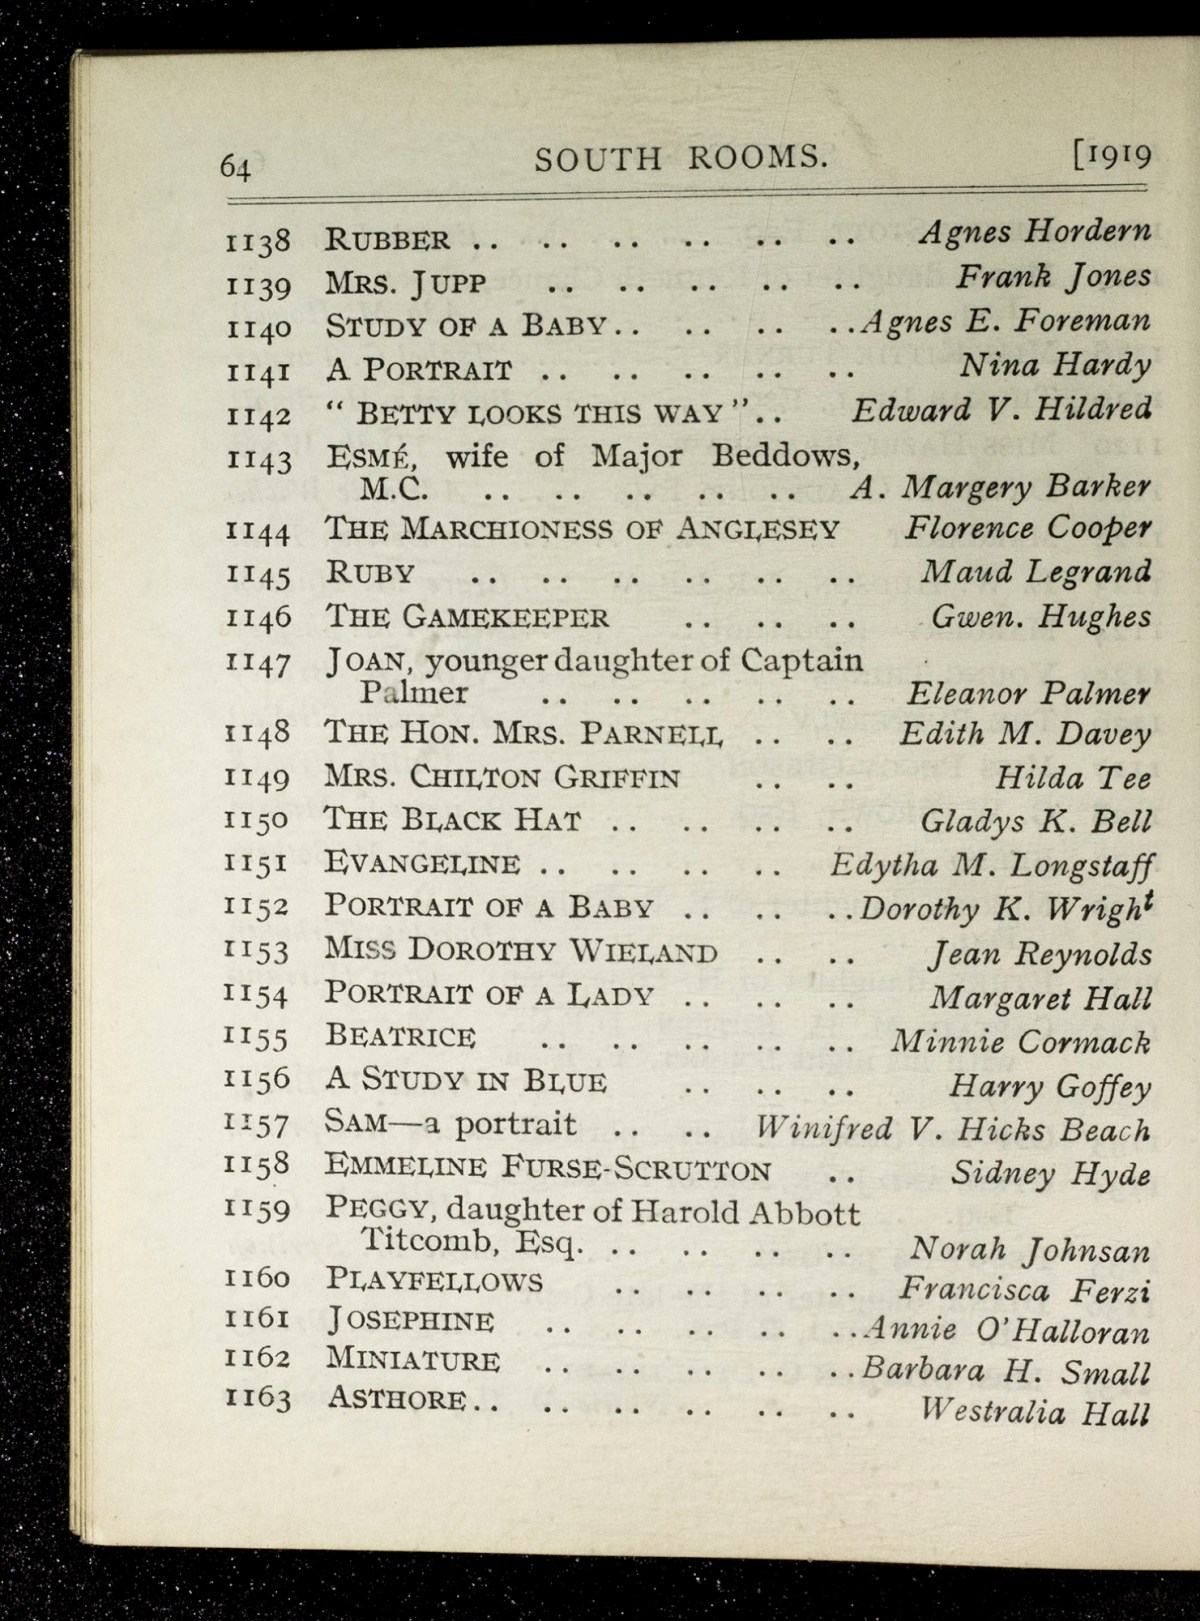 64 SOUTH ROOMS. [1919
1138 RUBBER .. .. .. .. .. .. Agnes Hordern
1139 MRS. JUPP .. .. .. .. .. Frank Jones
1140 STUDY OF A BABY.. .. .. ..Agnes E. Foreman
1141 A PORTRAIT .. .. .. .. .. Nina Hardy
1142 “ BETTY LOOKS THIS WAY ”.. Edward V. Hildred
1143 ESMÉ, wife of Major Beddows,
M.C. .. .. .. .. .. A. Margery Barker
1144 THE MARCHIONESS OF ANGLESEY Florence Cooper
1145 RUBY .. .. .. .. .. .. Maud Legrand
1146 THE GAMEKEEPER .. .. .. Gwen. Hughes
1147 JOAN, younger daughter of Captain
Palmer .. .. .. .. .. Eleanor Palmer
1148 THE HON. MRS. PARNELL .. .. Edith M. Davey
1149 MRS. CHILTON GRIFFIN .. .. Hilda Tee
1150 THE BLACK HAT .. .. .. .. Gladys K. Bell
1151 EVANGELINE .. .. .. .. Edytha M. Longstaff
1152 PORTRAIT OF A BABY .. .. ..Dorothy K. Wright
1153 MISS DOROTHY WIELAND .. .. Jean Reynolds
1154 PORTRAIT OF A LADY .. .. .. Margaret Hall
1155 BEATRICE .. .. .. .. .. Minnie Cormack
1156 A STUDY IN BLUE .. .. .. Harry Goffey
1157 SAM—a portrait .. .. Winifred V. Hicks Beach
1158 EMMELINE FURSE-SCRUTTON .. Sidney Hyde
1159 PEGGY, daughter of Harold Abbott
Titcomb, Esq. .. .. .. .. Norah Johnsan
1160 PLAYFELLOWS .. .. .. .. Francisca Ferzi
1161 JOSEPHINE .. .. .. .. ..Annie O'Halloran
1162 MINIATURE .. .. .. .. ..Barbara H. Small
1163 ASTHORE.. .. .. .. .. .. Westralia Hall